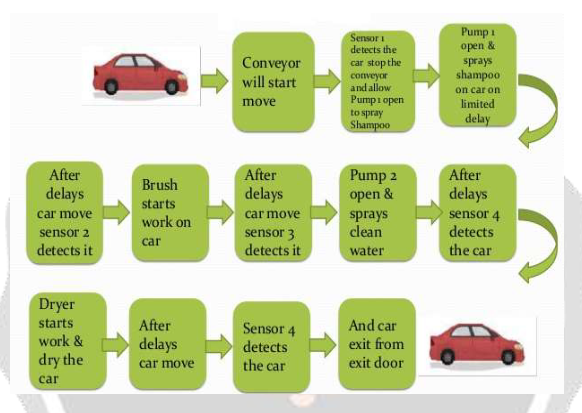 Conveyor
will start
move
Sensor 1
detects the
car stop the
conveyor
and allow
Pump 1 open
to spray
Shampoo
Pump 1
open &
sprays
shampoo
on car on
limited
delay
After
delays
car move
sensor 2
detects it
Brush
starts
work on
car
After
delays
car move
sensor 3
detects it
Pump 2
open &
sprays
clean
water
After
delays
sensor 4
detects
the car
Dryer
starts
work &
dry the
car
After
delays
car move
Sensor 4
detects
the car
And car
exit from
exit door